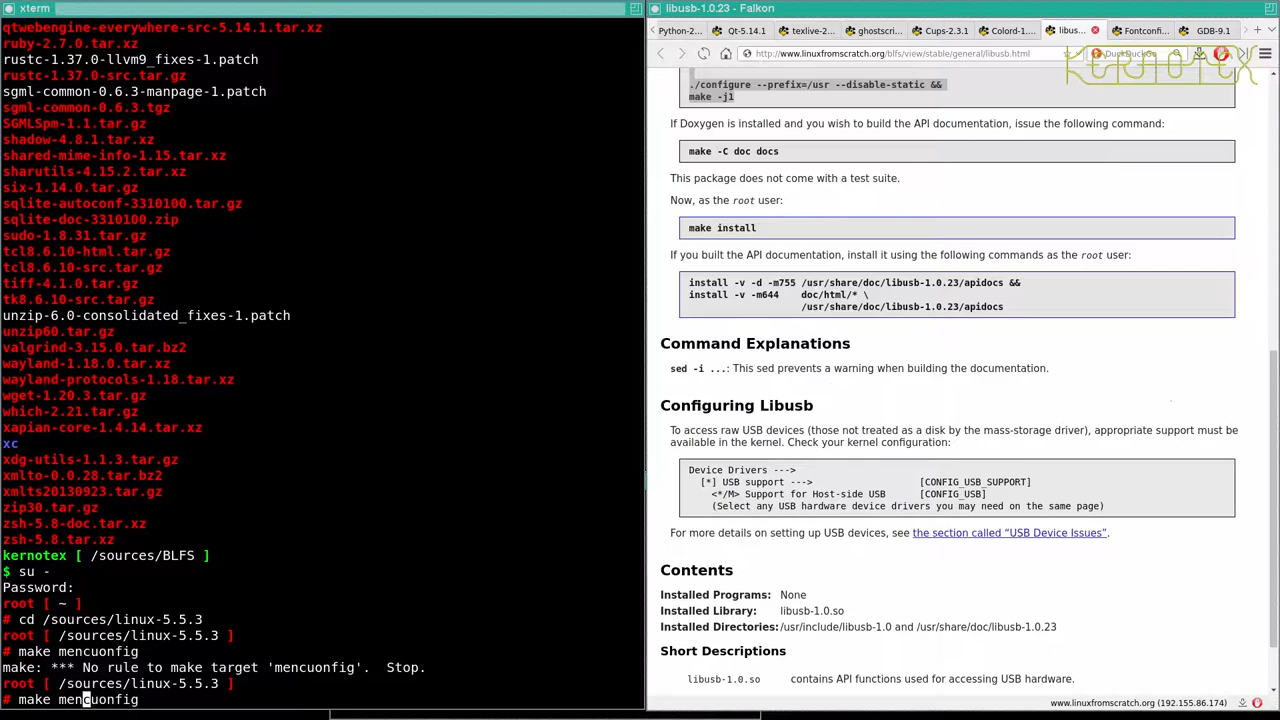 xterm
qtwebengine-everywhere-src-5.14.1.tar.xz
ruby-2.7.0.tar.xz
rustc-1.37.0-llvm9_fixes-1.patch
rustc-1.37.0-src.tar.gz
sgml-common-0.6.3-manpage-1.patch
sgml-common-0.6.3.tgz
SGMLSpm-1.1.tar.gz
shadow-4.8.1.tar.xz
shared-mime-info-1.15.tar.xz
sharutils-4.15.2.tar.xz
six-1.14.0.tar.gz
sqlite-autoconf-3310100.tar.gz
sqlite-doc-3310100.zip
sudo-1.8.31.tar.gz
tcl8.6.10-html.tar.gz
tcl8.6.10-src.tar.gz
tiff-4.1.0.tar.gz
tk8.6.10-src.tar.gz
unzip-6.0-consolidated_fixes-1.patch
unzip60.tar.gz
valgrind-3.15.0.tar.bz2
wayland-1.18.0.tar.xz
wayland-protocols-1.18.tar.xz
wget-1.20.3.tar.gz
which-2.21.tar.gz
xapian-core-1.4.14.tar.xz
xc
xdg-utils-1.1.3.tar.gz
xmlto-0.0.28.tar.bz2
xmlts20130923.tar.gz
zip30.tar.gz
zsh-5.8-doc.tar.xz
zsh-5.8.tar.xz
kernotex [ /sources/BLFS ]
$ su -
Password:
root [ ~ ]
# cd /sources/linux-5.5.3
root [ /sources/linux-5.5.3 ]
# make mencuonfig
make: *** No rule to make target 'mencuonfig'.  Stop.
root [ /sources/linux-5.5.3 ]
# make mencuonfig
libusb-1.0.23 - Falkon
Python-2... Qt-5.14.1 texlive-2... ghostscri... Cups-2.3.1 Colord-1.... libus... Fontconfi... GDB-9.1
http://www.linuxfromscratch.org/blfs/view/stable/general/libusb.html DuckDuckGo
KERNOTEX
./configure --prefix=/usr --disable-static &&
make -j1
If Doxygen is installed and you wish to build the API documentation, issue the following command:
make -C doc docs
This package does not come with a test suite.
Now, as the root user:
make install
If you built the API documentation, install it using the following commands as the root user:
install -v -d -m755 /usr/share/doc/libusb-1.0.23/apidocs &&
install -v -m644    doc/html/* \
/usr/share/doc/libusb-1.0.23/apidocs
Command Explanations
sed -i ...: This sed prevents a warning when building the documentation.
Configuring Libusb
To access raw USB devices (those not treated as a disk by the mass-storage driver), appropriate support must be
available in the kernel. Check your kernel configuration:
Device Drivers --->
[*] USB support ---> [CONFIG_USB_SUPPORT]
<*/M> Support for Host-side USB [CONFIG_USB]
(Select any USB hardware device drivers you may need on the same page)
For more details on setting up USB devices, see the section called “USB Device Issues”.
Contents
Installed Programs: None
Installed Library: libusb-1.0.so
Installed Directories: /usr/include/libusb-1.0 and /usr/share/doc/libusb-1.0.23
Short Descriptions
libusb-1.0.so contains API functions used for accessing USB hardware.
www.linuxfromscratch.org (192.155.86.174)